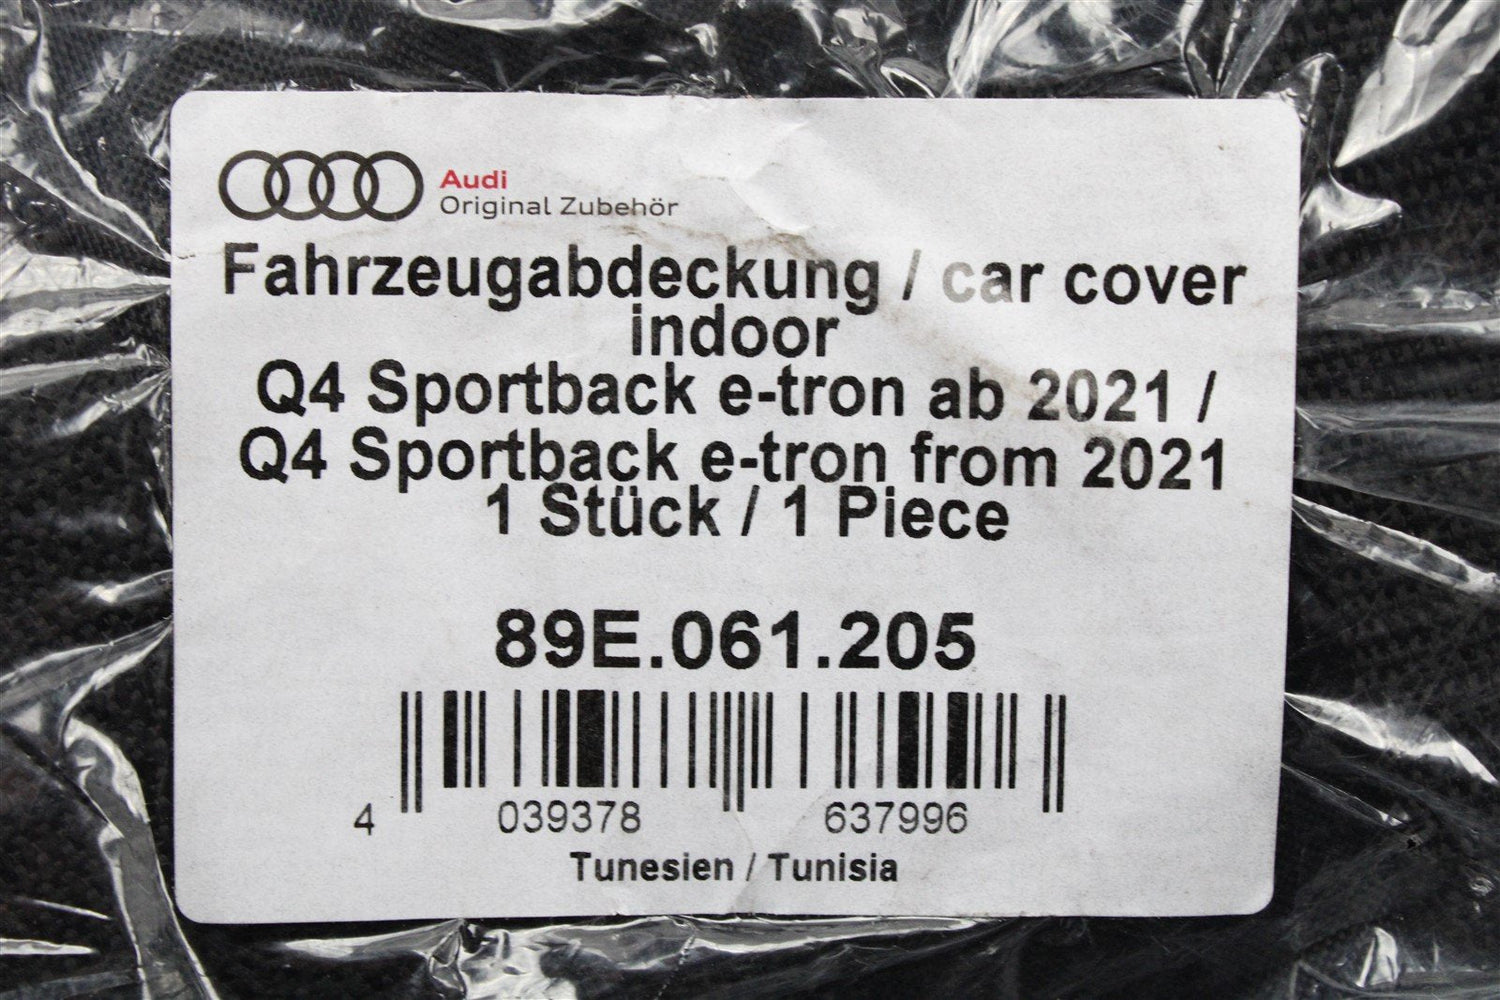 Audi
Original Zubehör
Fahrzeugabdeckung / car cover
indoor
Q4 Sportback e-tron ab 2021 /
Q4 Sportback e-tron from 2021
1 Stück / 1 Piece
89E.061.205
4 039378 637996
Tunesien / Tunisia